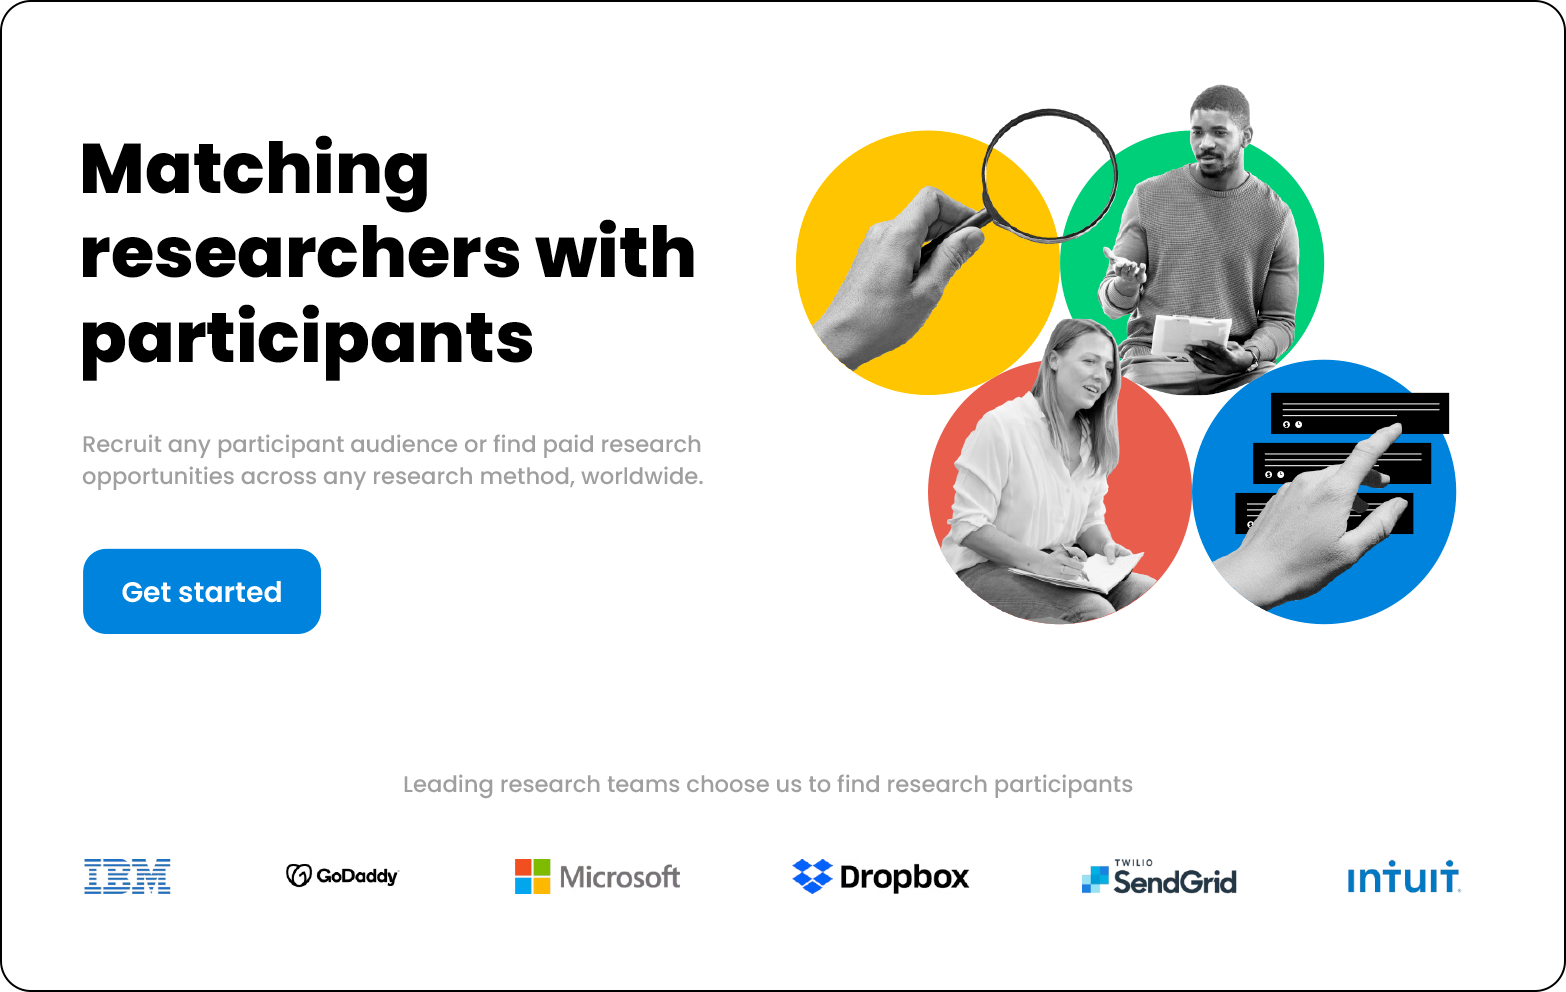 Matching
researchers with
participants
Recruit any participant audience or find paid research
opportunities across any research method, worldwide.
Get started
Leading research teams choose us to find research participants
IBM
GoDaddy
Microsoft
Dropbox
TWILIO
SendGrid
intuit